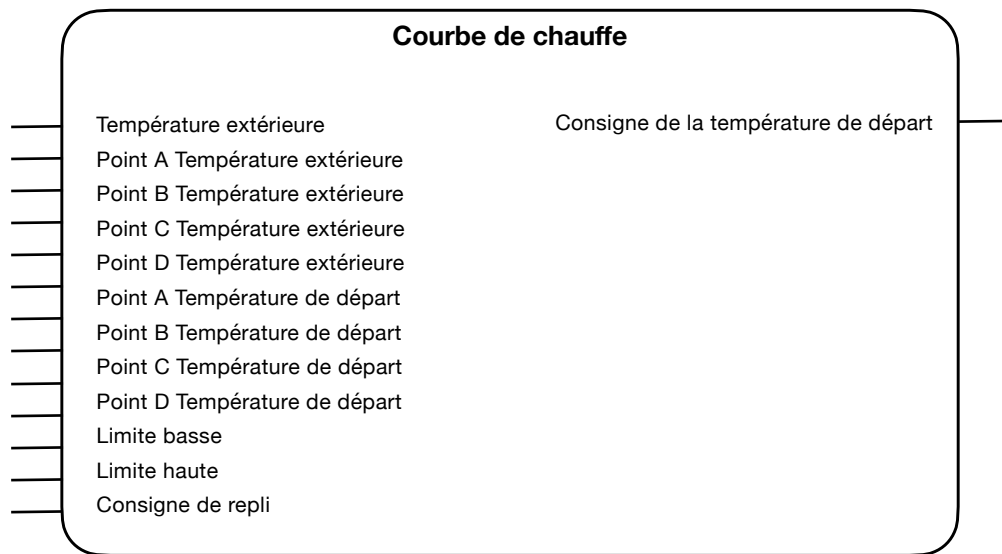 Courbe de chauffe
Température extérieure
Consigne de la température de départ
Point A Température extérieure
Point B Température extérieure
Point C Température extérieure
Point D Température extérieure
Point A Température de départ
Point B Température de départ
Point C Température de départ
Point D Température de départ
Limite basse
Limite haute
Consigne de repli